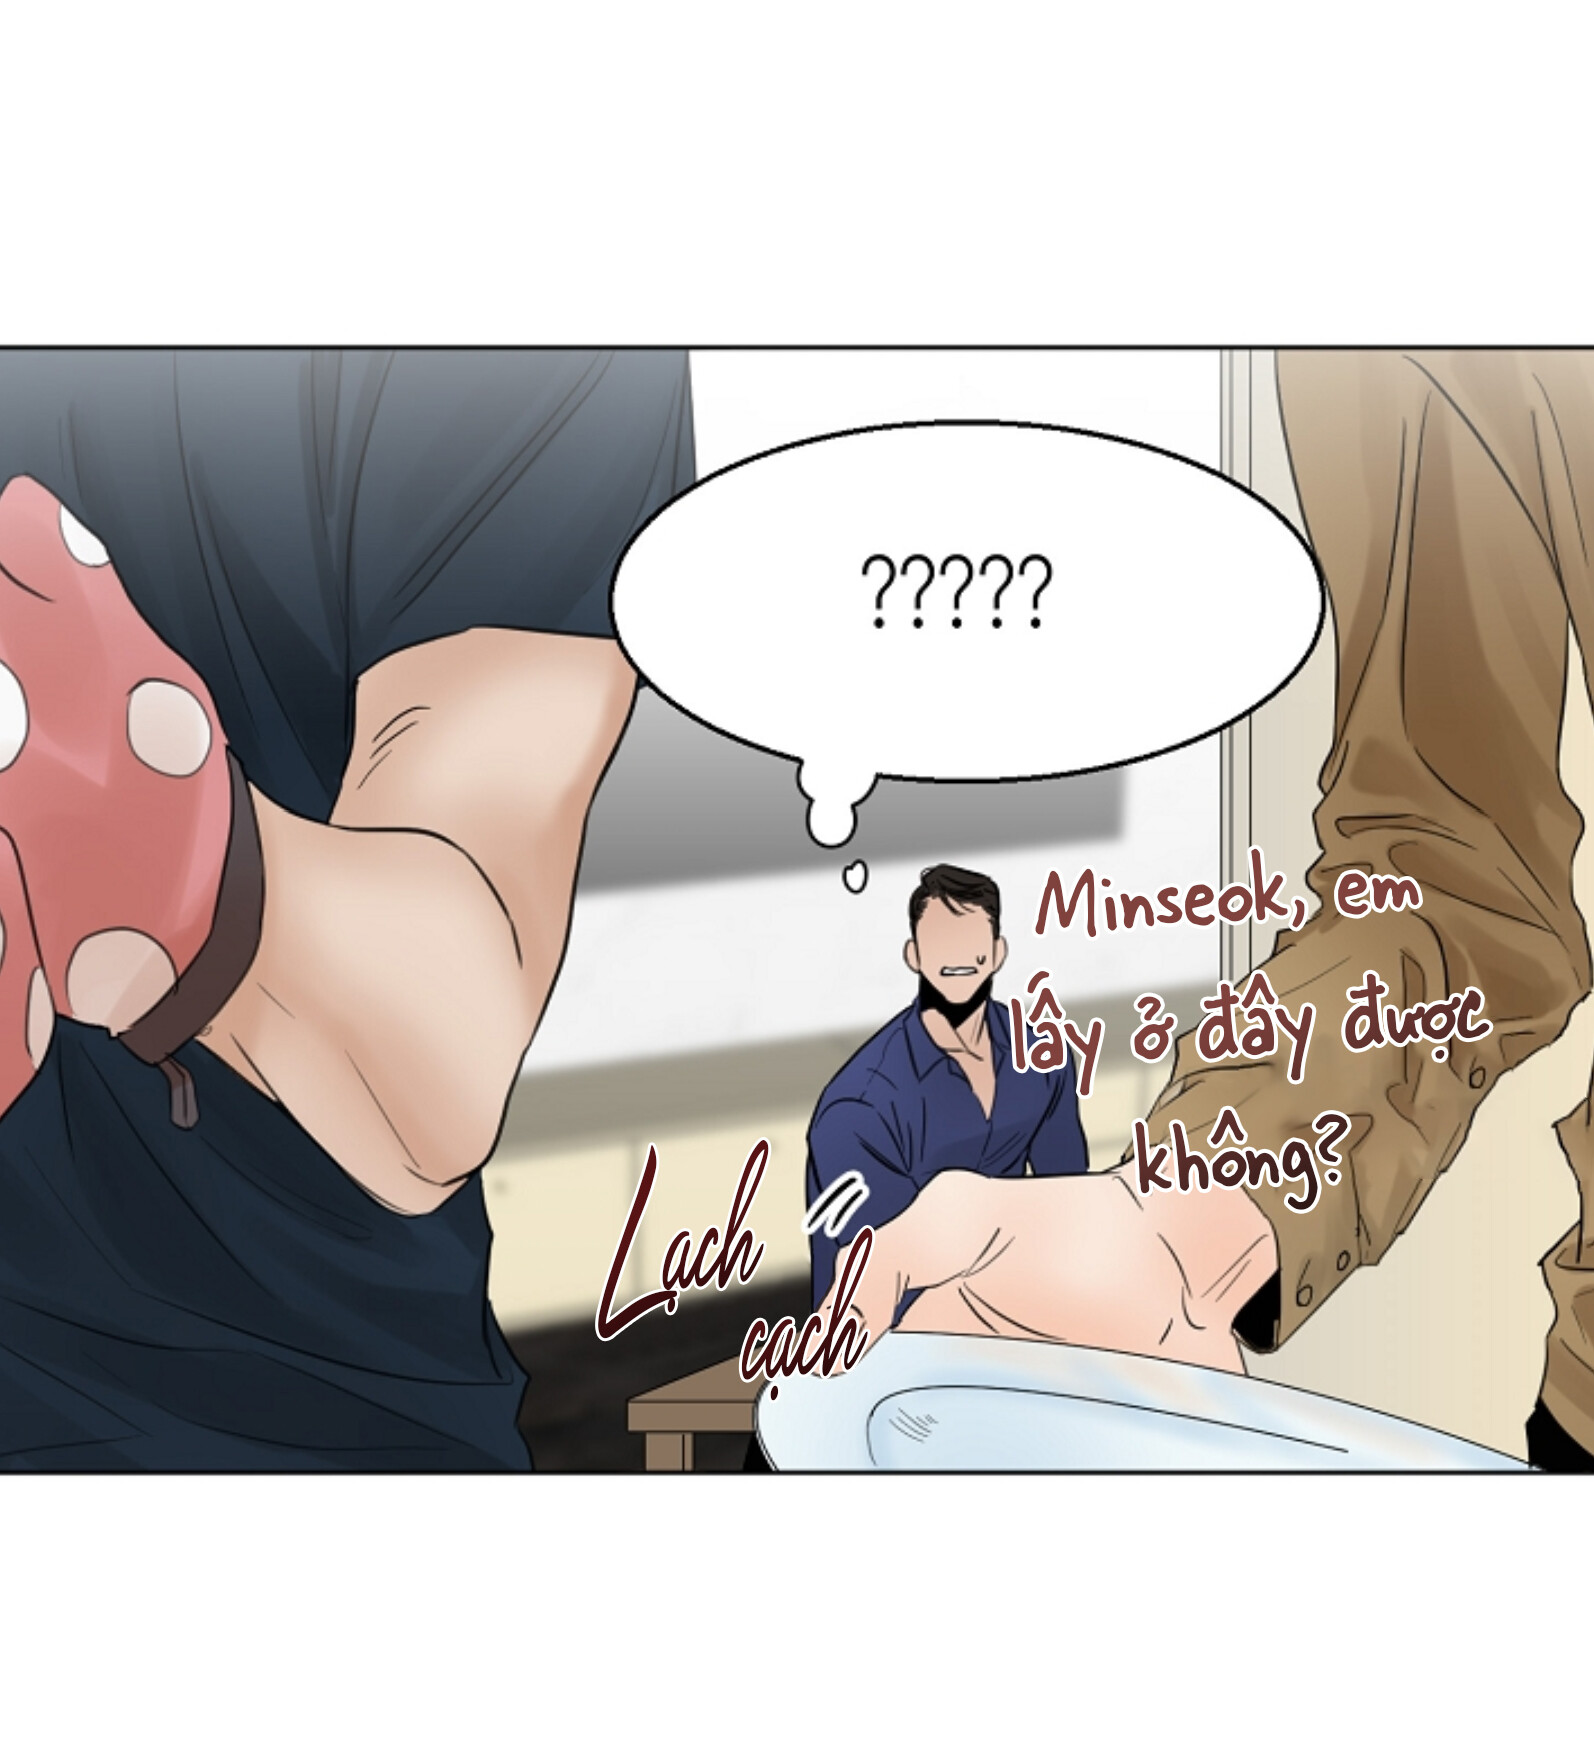 ?????
Minseok, em
lấy ở đây được
không?
Lạch
cạch